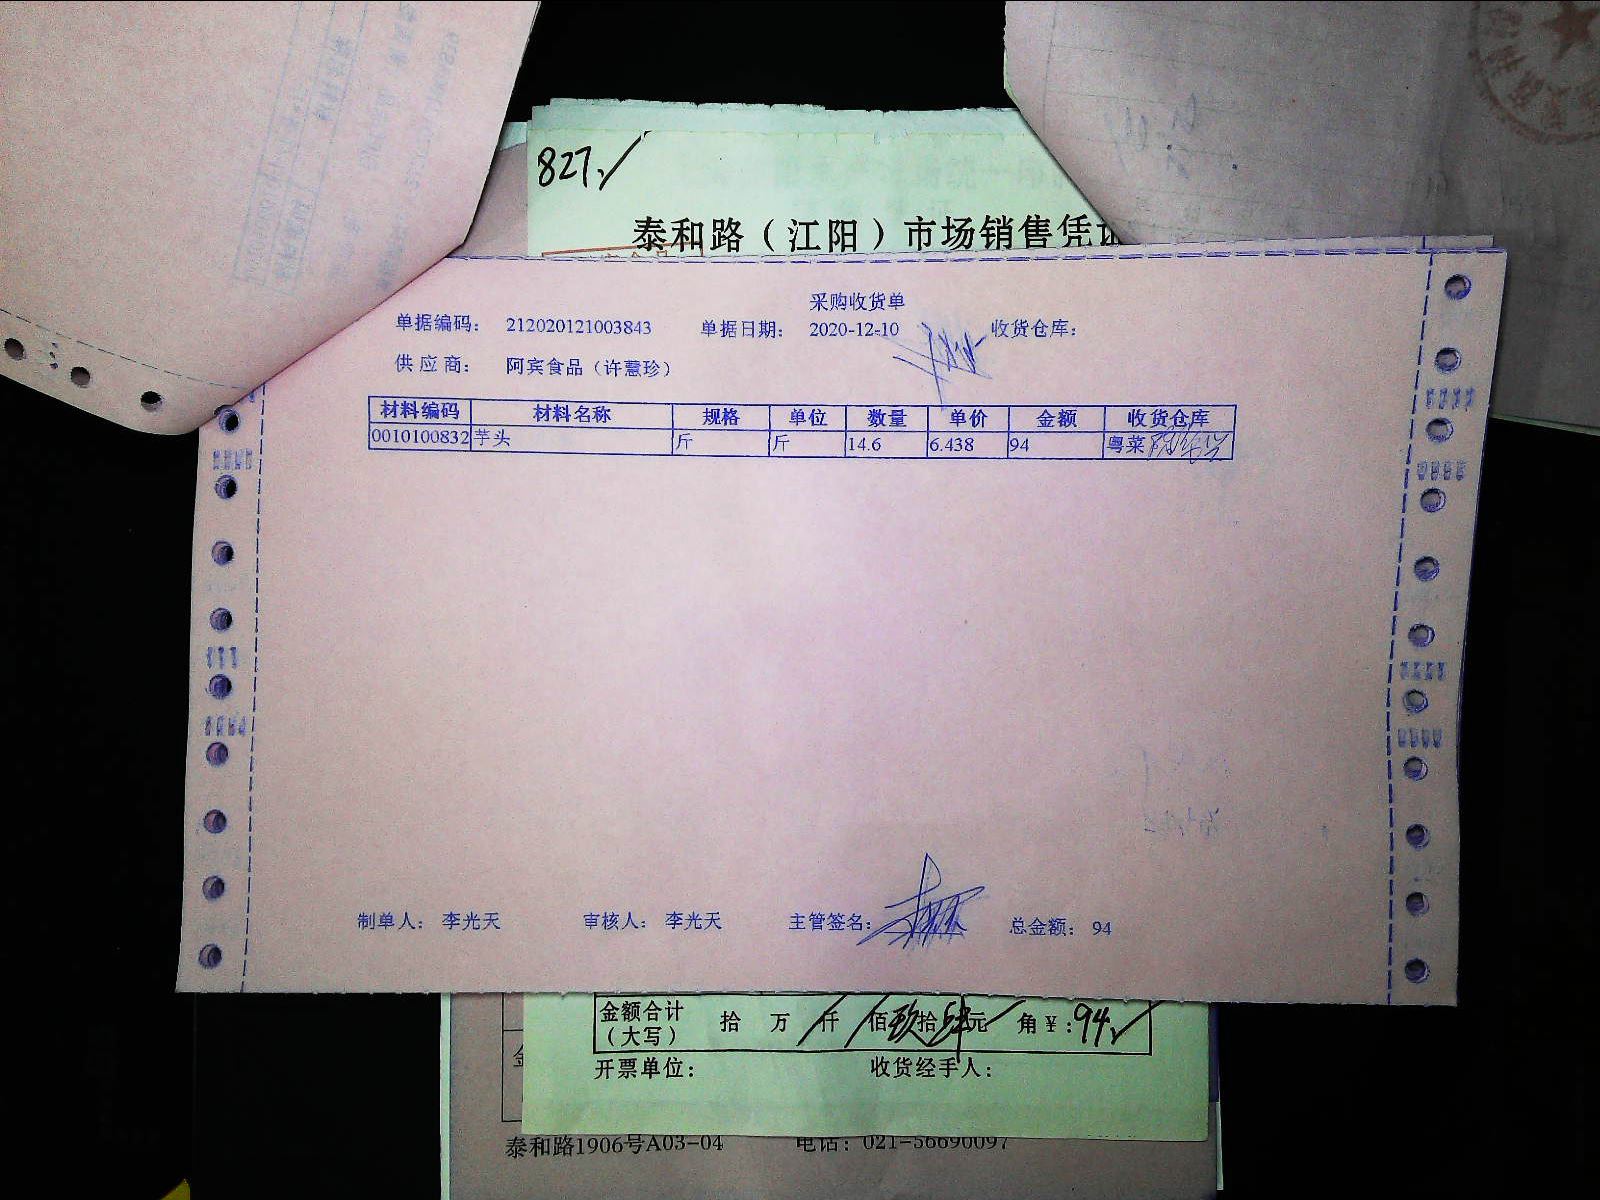 827
泰和路（江阳）市场销售凭
采购收货单
单据编码： 212020121003843 单据日期： 2020-12-10 收货仓库：
供应商： 阿宾食品（许慧珍）
材料编码 材料名称 规格 单位 数量 单价 金额 收货仓库
0010100832 芋头 斤 斤 14.6 6.438 94 粤菜
制单人： 李光天 审核人： 李光天 主管签名： 总金额： 94
金额合计（大写） 拾 万 仟 佰 玖 拾 肆 元 角 ¥：94
开票单位： 收货经手人：
泰和路1906号A03-04 电话：021-56690097